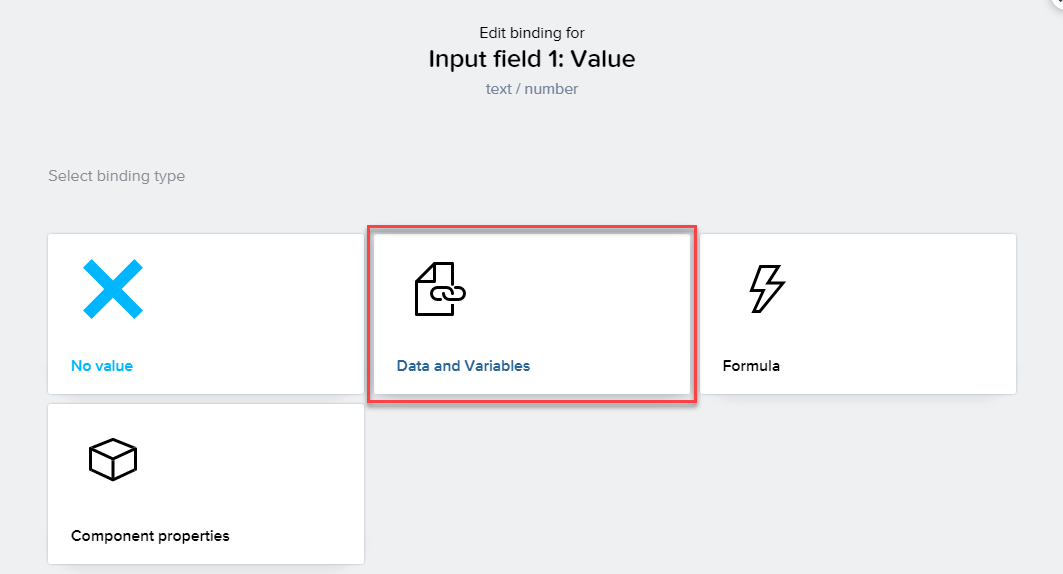 Edit binding for
Input field 1: Value
text / number
Select binding type
No value
Data and Variables
Formula
Component properties